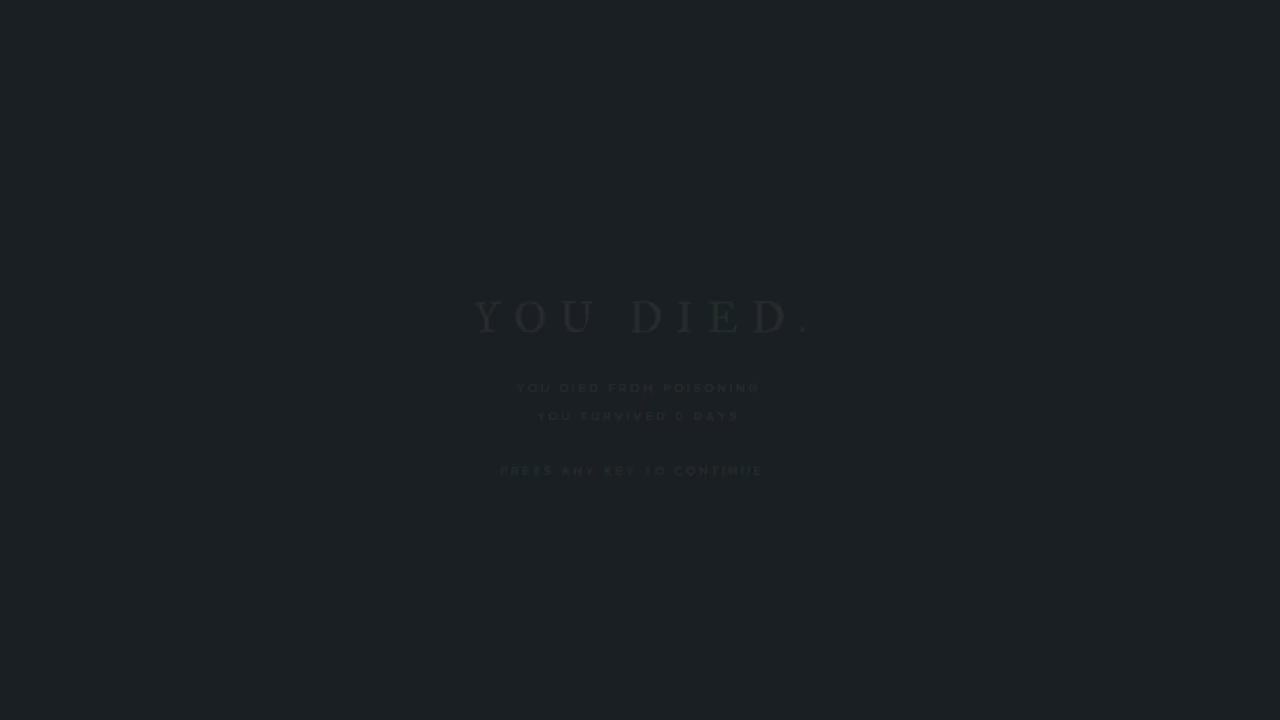 YOU DIED.
YOU DIED FROM POISONING
YOU SURVIVED 0 DAYS
PRESS ANY KEY TO CONTINUE